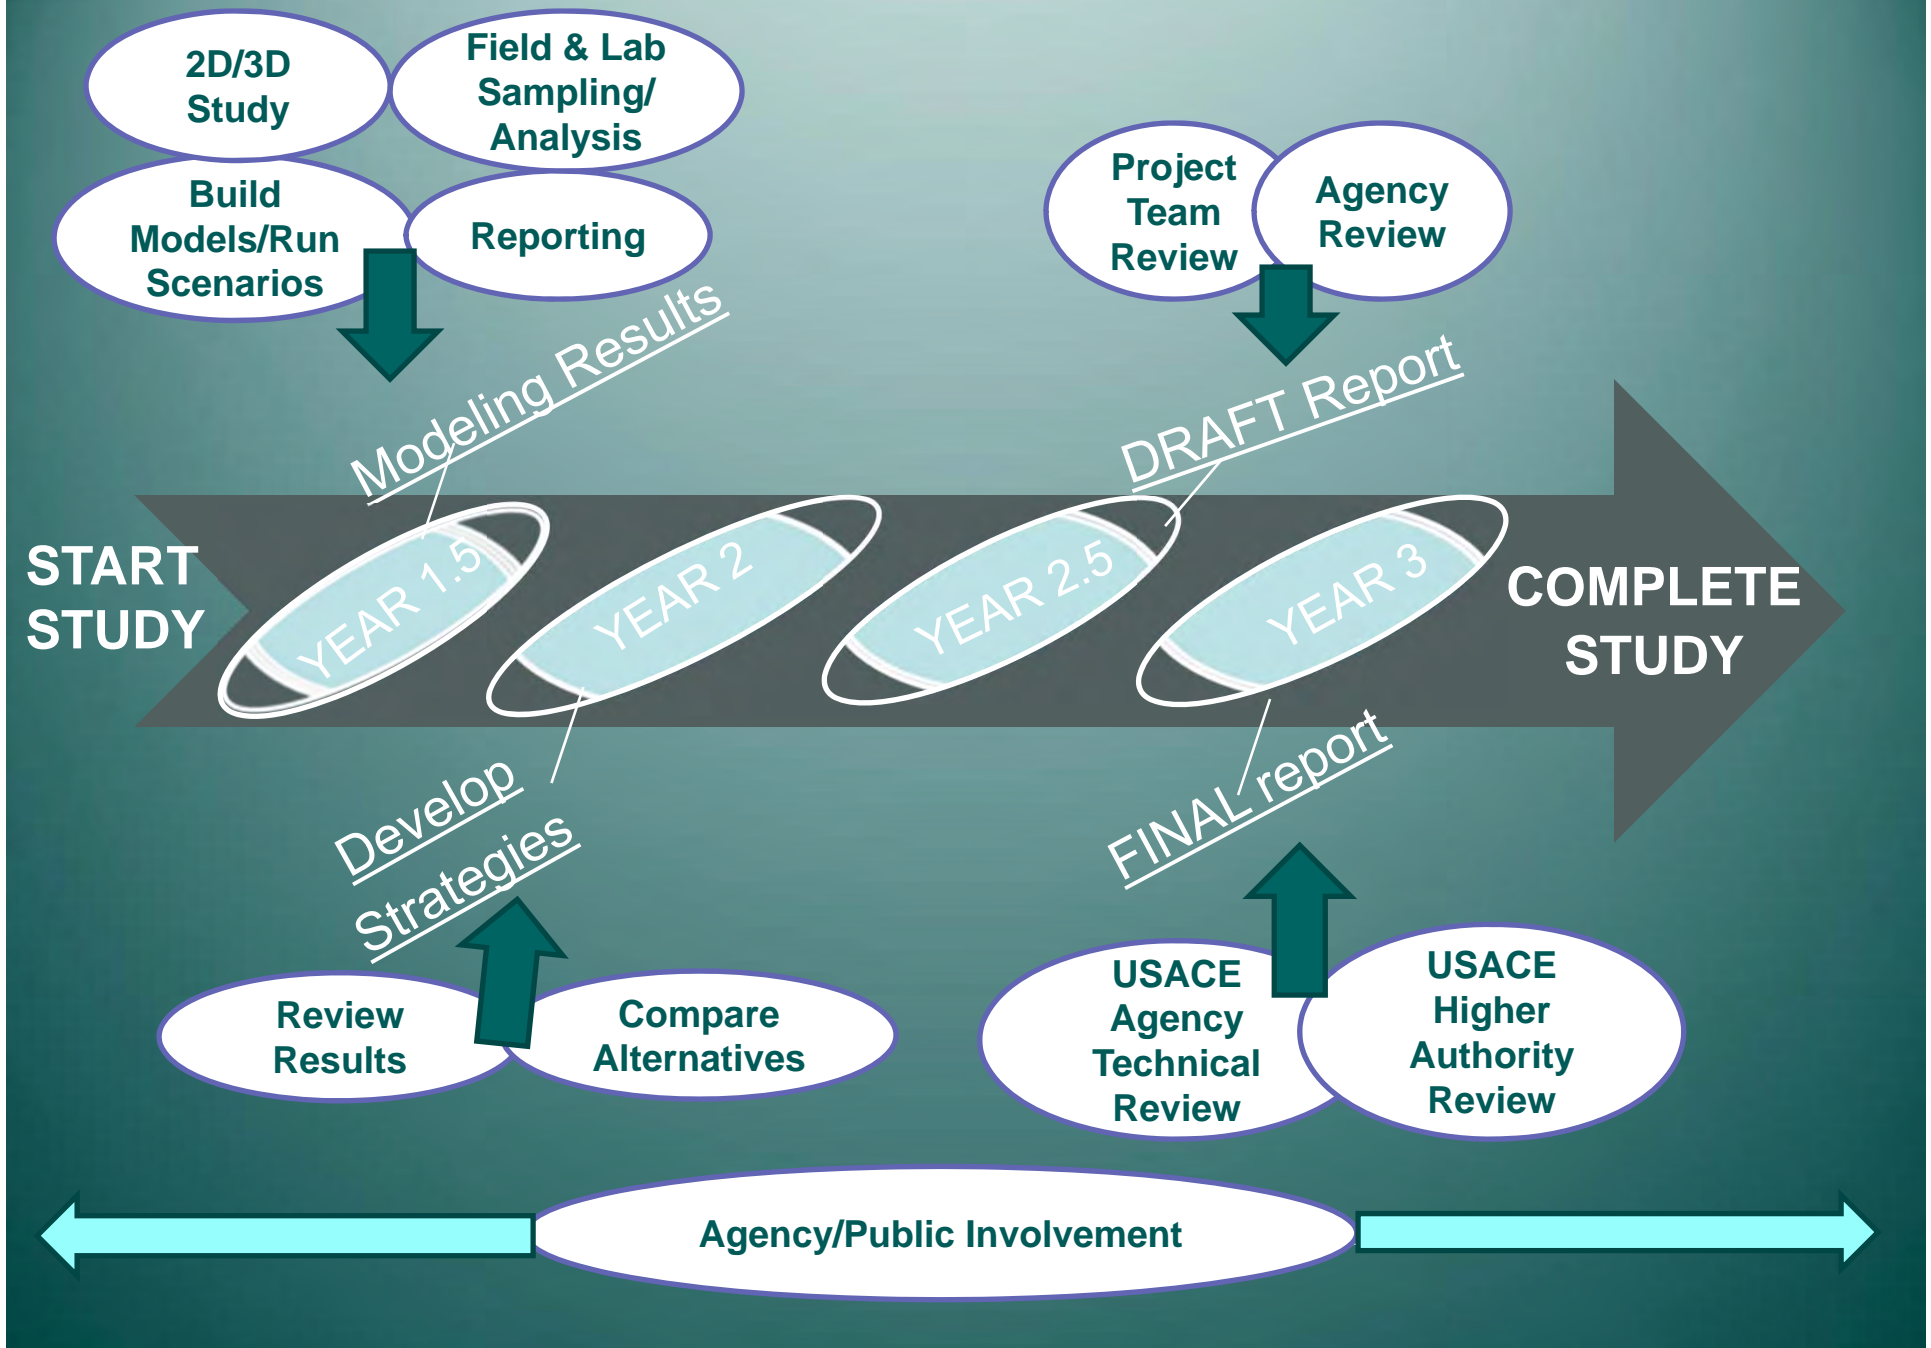 2D/3D
Study
Field & Lab
Sampling/
Analysis
Build
Models/Run
Scenarios
Reporting
Project
Team
Review
Agency
Review
Modeling Results
DRAFT Report
START
STUDY
YEAR 1.5
YEAR 2
YEAR 2.5
YEAR 3
COMPLETE
STUDY
Develop
Strategies
FINAL report
Review
Results
Compare
Alternatives
USACE
Agency
Technical
Review
USACE
Higher
Authority
Review
Agency/Public Involvement